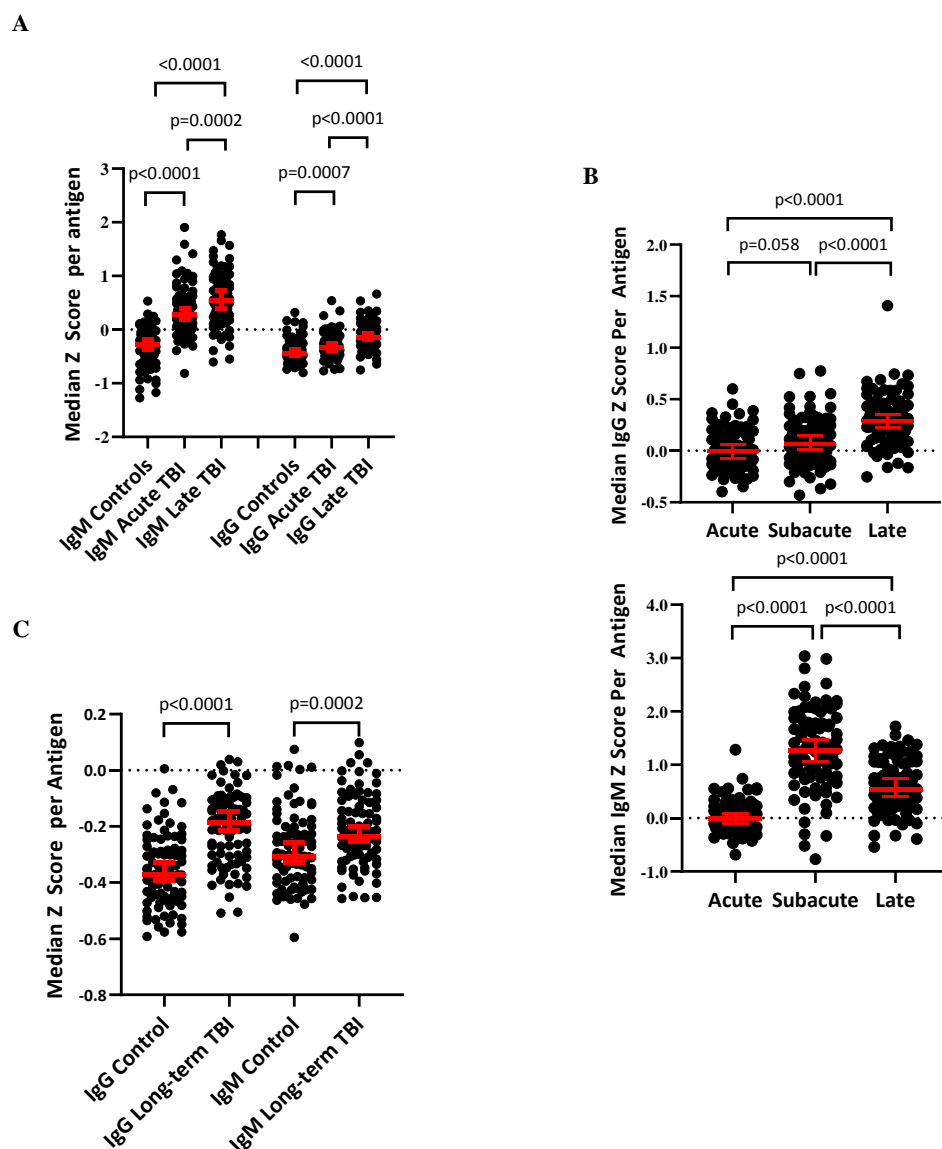 A
<0.0001
<0.0001
p=0.0002
p<0.0001
p<0.0001
p=0.0007
Median Z Score per antigen
3
2
1
0
-1
-2
IgM Controls
IgM Acute TBI
IgM Late TBI
IgG Controls
IgG Acute TBI
IgG Late TBI
B
p<0.0001
p=0.058
p<0.0001
Median IgG Z Score Per Antigen
2.0
1.5
1.0
0.5
0.0
-0.5
Acute
Subacute
Late
p<0.0001
p<0.0001
p<0.0001
Median IgM Z Score Per Antigen
4.0
3.0
2.0
1.0
0.0
-1.0
Acute
Subacute
Late
C
p<0.0001
p=0.0002
Median Z Score per Antigen
0.2
0.0
-0.2
-0.4
-0.6
-0.8
IgG Control
IgG Long-term TBI
IgM Control
IgM Long-term TBI